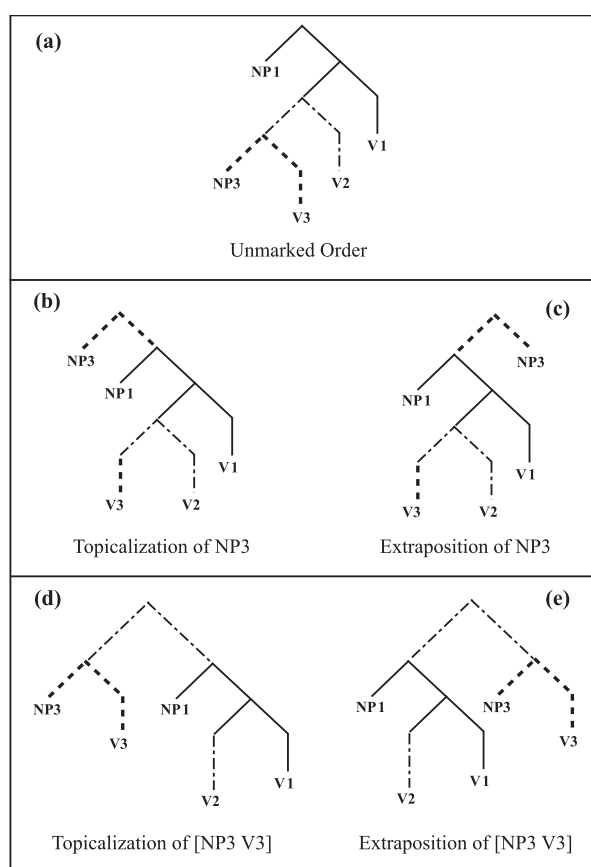 (a)
NP1
V1
NP3
V2
V3
Unmarked Order
(b)
NP3
NP1
V1
V3
V2
Topicalization of NP3
(c)
NP3
NP1
V1
V3
V2
Extraposition of NP3
(d)
NP3
NP1
V3
V1
V2
Topicalization of [NP3 V3]
(e)
NP1
NP3
V3
V1
V2
Extraposition of [NP3 V3]